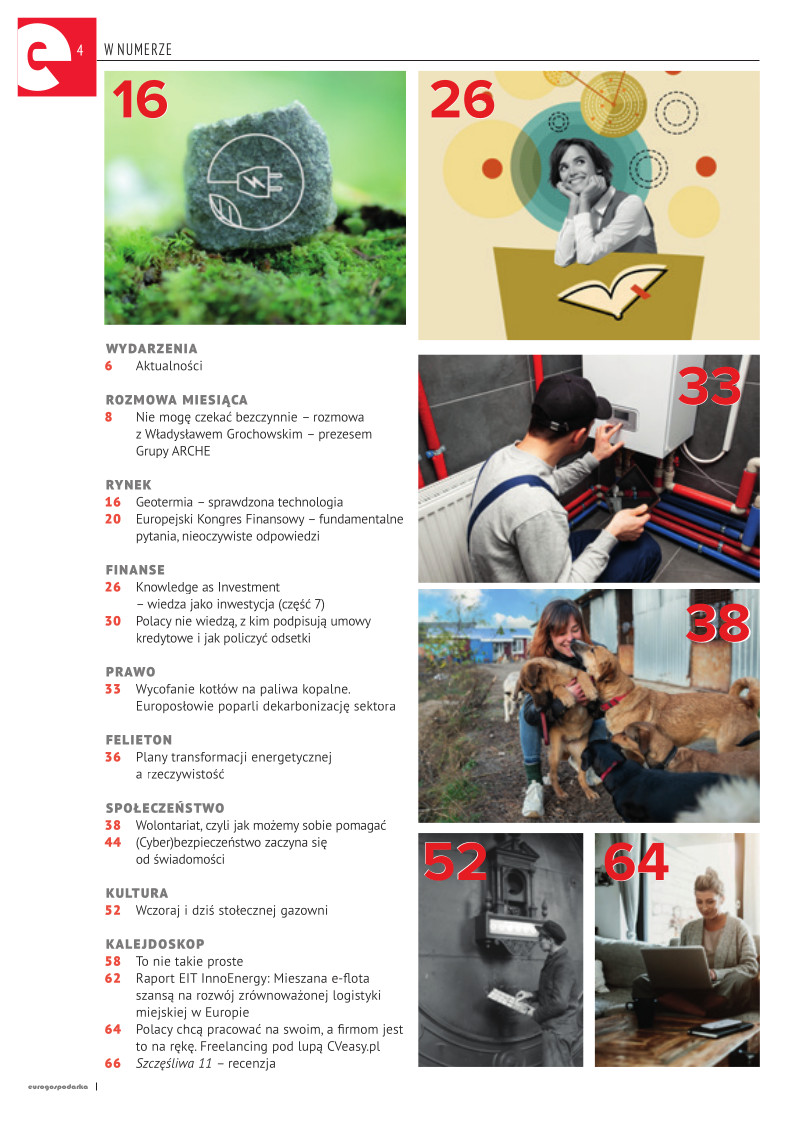 4
W NUMERZE
16
26
33
38
52
64
WYDARZENIA
6 Aktualności
ROZMOWA MIESIĄCA
8 Nie mogę czekać bezczynnie – rozmowa
z Władysławem Grochowskim – prezesem
Grupy ARCHE
RYNEK
16 Geotermia – sprawdzona technologia
20 Europejski Kongres Finansowy – fundamentalne
pytania, nieoczywiste odpowiedzi
FINANSE
26 Knowledge as Investment
– wiedza jako inwestycja (część 7)
30 Polacy nie wiedzą, z kim podpisują umowy
kredytowe i jak policzyć odsetki
PRAWO
33 Wycofanie kotłów na paliwa kopalne.
Europosłowie poparli dekarbonizację sektora
FELIETON
36 Plany transformacji energetycznej
a rzeczywistość
SPOŁECZEŃSTWO
38 Wolontariat, czyli jak możemy sobie pomagać
44 (Cyber)bezpieczeństwo zaczyna się
od świadomości
KULTURA
52 Wczoraj i dziś stołecznej gazowni
KALEJDOSKOP
58 To nie takie proste
62 Raport EIT InnoEnergy: Mieszana e-flota
szansą na rozwój zrównoważonej logistyki
miejskiej w Europie
64 Polacy chcą pracować na swoim, a firmom jest
to na rękę. Freelancing pod lupą CVeasy.pl
66 Szczęśliwa 11 – recenzja
eurogospodarka